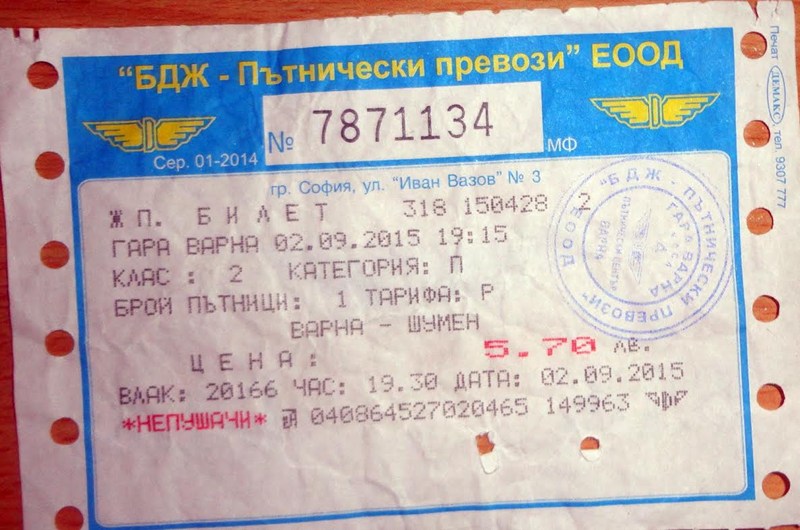 "БДЖ - Пътнически превози" ЕООД
№ 7871134
МФ
Сер. 01-2014
гр. София, ул. "Иван Вазов" № 3
ЖП. БИЛЕТ 318 150428 2
ГАРА ВАРНА 02.09.2015 19:15
КЛАС : 2 КАТЕГОРИЯ: П
БРОЙ ПЪТНИЦИ: 1 ТАРИФА: Р
ВАРНА - ШУМЕН
ЦЕНА: 5.70 ЛВ.
ВЛАК: 20166 ЧАС: 19.30 ДАТА: 02.09.2015
*НЕПУШАЧИ* 040864527020465 149963
"БДЖ - ПЪТНИЧЕСКИ ПРЕВОЗИ" ЕООД
ГАРА ВАРНА
ВАРНА
Печат ДЕМАКС, тел. 9307 777